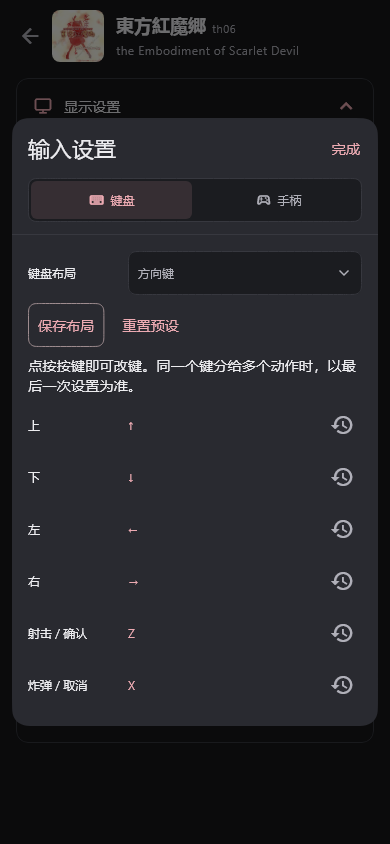 東方紅魔郷 th06
the Embodiment of Scarlet Devil
显示设置
输入设置
完成
键盘
手柄
键盘布局
方向键
保存布局
重置预设
点按按键即可改键。同一个键分给多个动作时，以最
后一次设置为准。
上 ↑
下 ↓
左 ←
右 →
射击 / 确认 Z
炸弹 / 取消 X